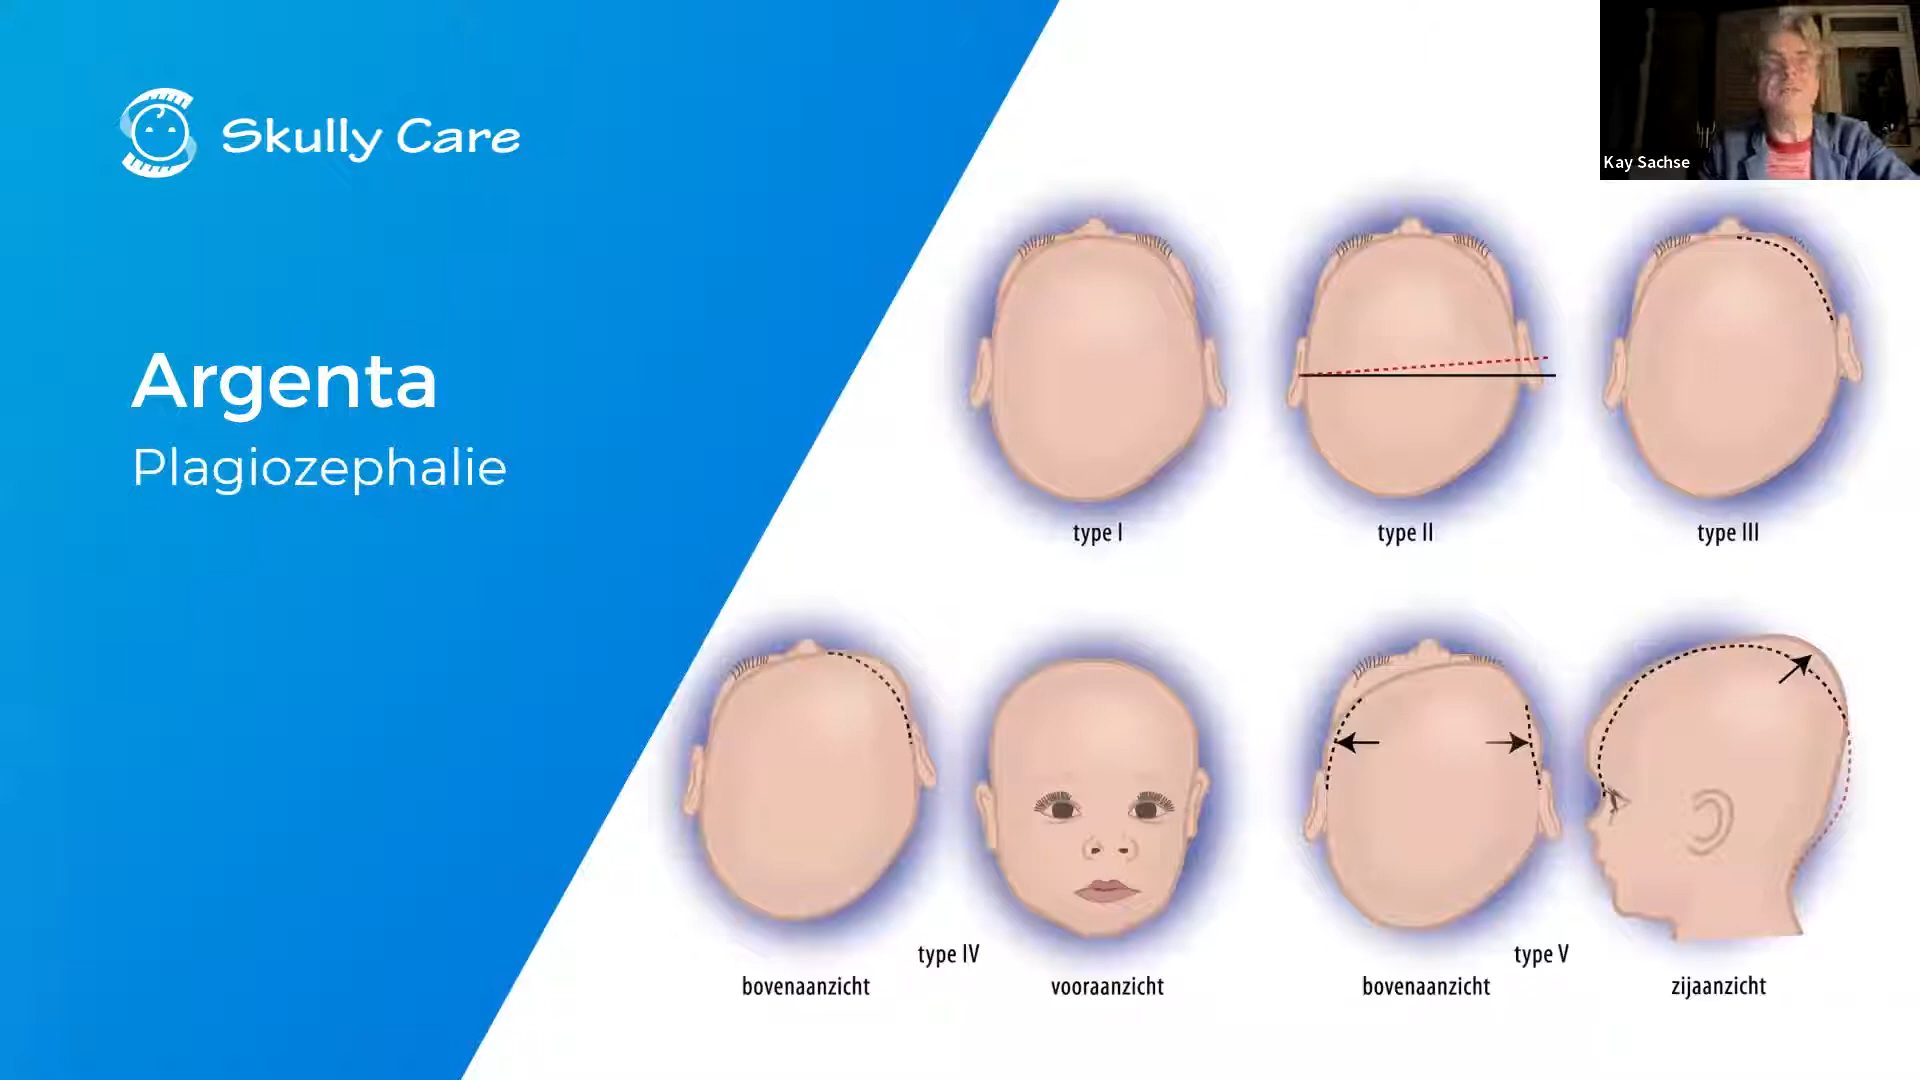 Skully Care
Kay Sachse
Argenta
Plagiozephalie
type I
type II
type III
type IV
type V
bovenaanzicht
vooraanzicht
bovenaanzicht
zijaanzicht